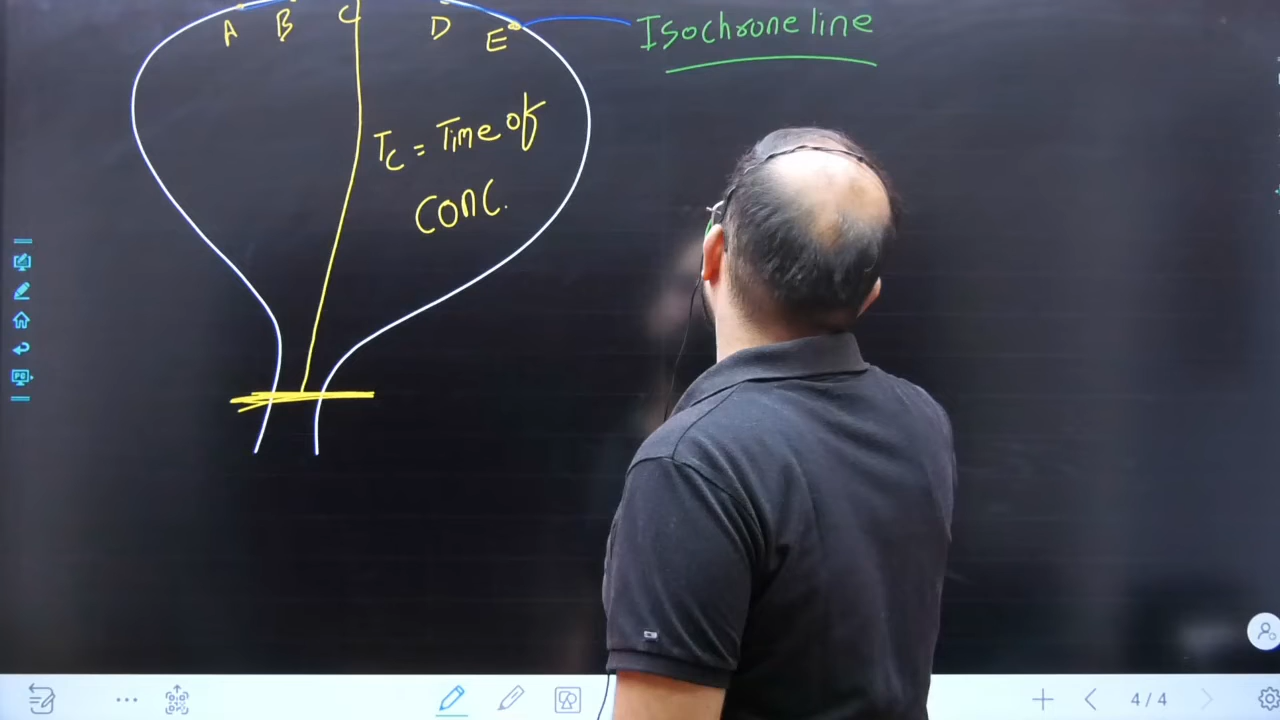 A B C D E
Isochrone line
Tc = Time of
conc.
4/4